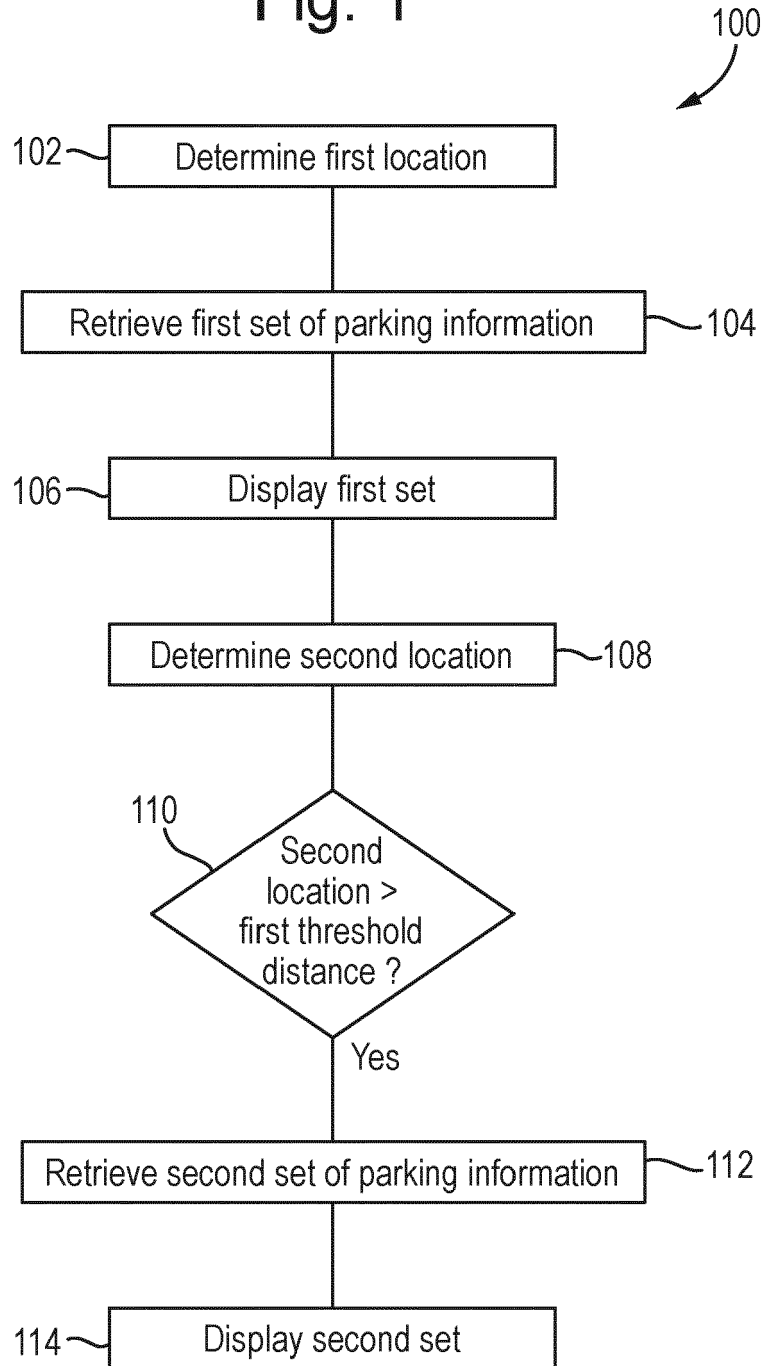 Fig. 1
100
102
Determine first location
Retrieve first set of parking information
104
106
Display first set
Determine second location
108
110
Second
location >
first threshold
distance ?
Yes
Retrieve second set of parking information
112
114
Display second set